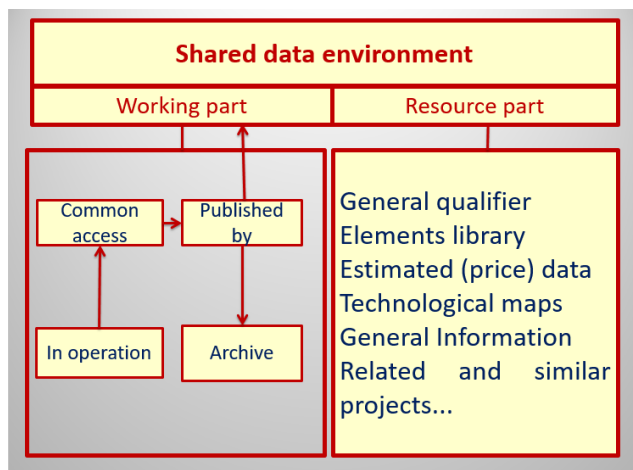 Shared data environment
Working part
Resource part
Common
access
Published
by
In operation
Archive
General qualifier
Elements library
Estimated (price) data
Technological maps
General Information
Related and similar
projects...